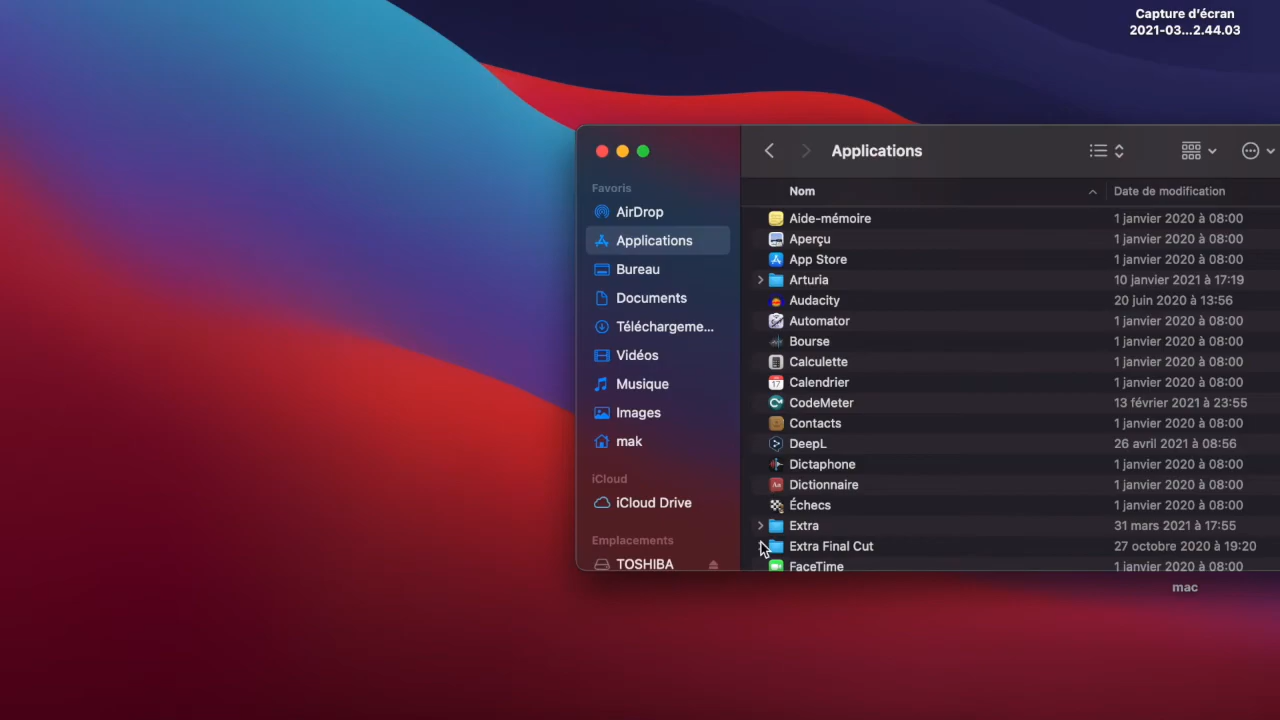 Capture d'écran
2021-03...2.44.03
Applications
Favoris
AirDrop
Applications
Bureau
Documents
Téléchargeme...
Vidéos
Musique
Images
mak
iCloud
iCloud Drive
Emplacements
TOSHIBA
Nom Date de modification
Aide-mémoire 1 janvier 2020 à 08:00
Aperçu 1 janvier 2020 à 08:00
App Store 1 janvier 2020 à 08:00
Arturia 10 janvier 2021 à 17:19
Audacity 20 juin 2020 à 13:56
Automator 1 janvier 2020 à 08:00
Bourse 1 janvier 2020 à 08:00
Calculette 1 janvier 2020 à 08:00
Calendrier 1 janvier 2020 à 08:00
CodeMeter 13 février 2021 à 23:55
Contacts 1 janvier 2020 à 08:00
DeepL 26 avril 2021 à 08:56
Dictaphone 1 janvier 2020 à 08:00
Dictionnaire 1 janvier 2020 à 08:00
Échecs 1 janvier 2020 à 08:00
Extra 31 mars 2021 à 17:55
Extra Final Cut 27 octobre 2020 à 19:20
FaceTime 1 janvier 2020 à 08:00
mac